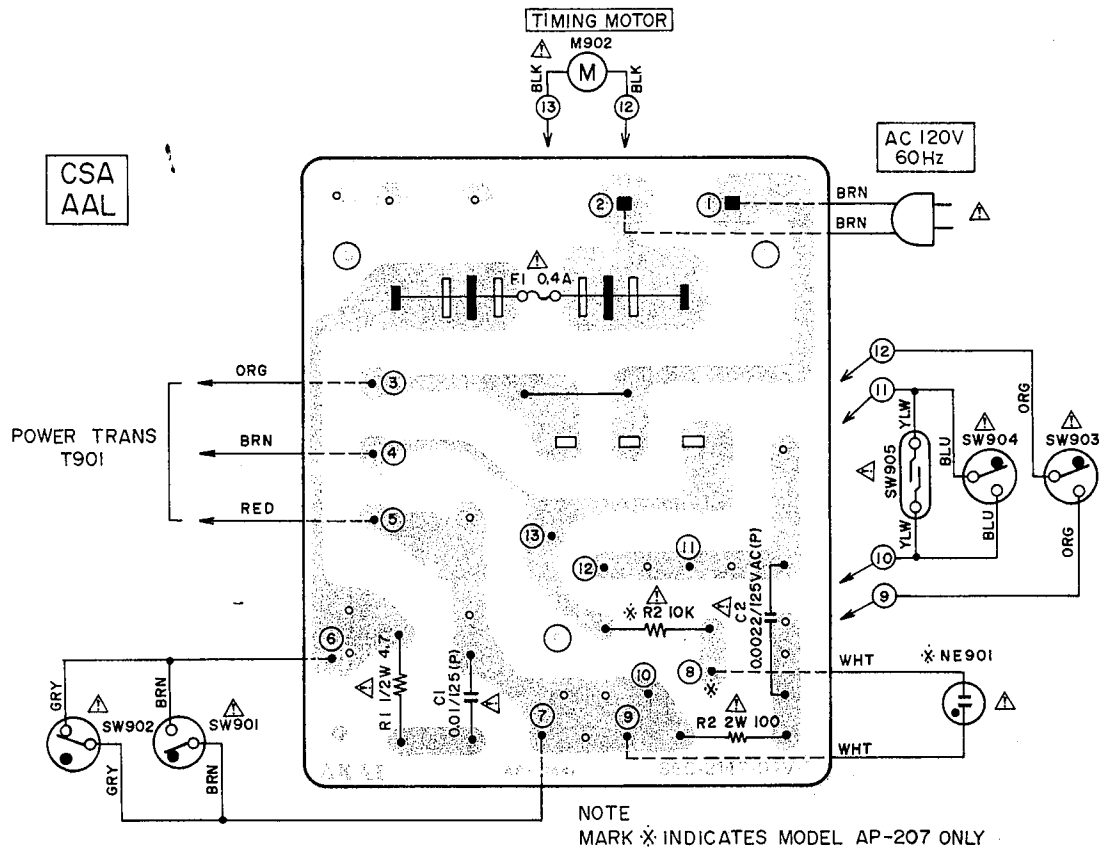 TIMING MOTOR
M902
M
BLK
BLK
13
12
CSA
AAL
AC 120V
60Hz
BRN
BRN
2
1
F.1 0.4A
POWER TRANS
T901
ORG
3
BRN
4
RED
5
12
11
ORG
YLW
SW905
BLU
SW904
SW903
YLW
BLU
ORG
10
9
13
12
11
※ R2 10K
C2
0.0022/125VAC(P)
6
R1 1/2W 4.7
C1
0.01/125(P)
10
8
※
7
9
R2 2W 100
WHT
※ NE901
WHT
GRY
BRN
SW902
SW901
GRY
BRN
AKAI
NOTE
MARK ※ INDICATES MODEL AP-207 ONLY